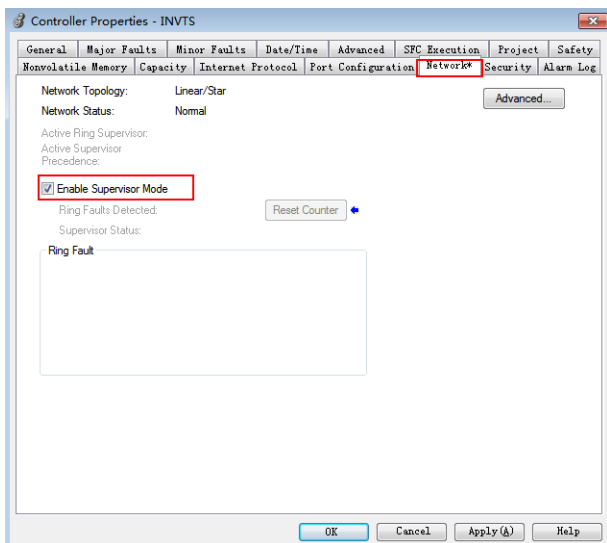 Controller Properties - INVTS
General Major Faults Minor Faults Date/Time Advanced SFC Execution Project Safety
Nonvolatile Memory Capacity Internet Protocol Port Configuration Network* Security Alarm Log
Network Topology: Linear/Star
Advanced...
Network Status: Normal
Active Ring Supervisor:
Active Supervisor
Precedence:
Enable Supervisor Mode
Ring Faults Detected: Reset Counter
Supervisor Status:
Ring Fault
OK Cancel Apply(A) Help